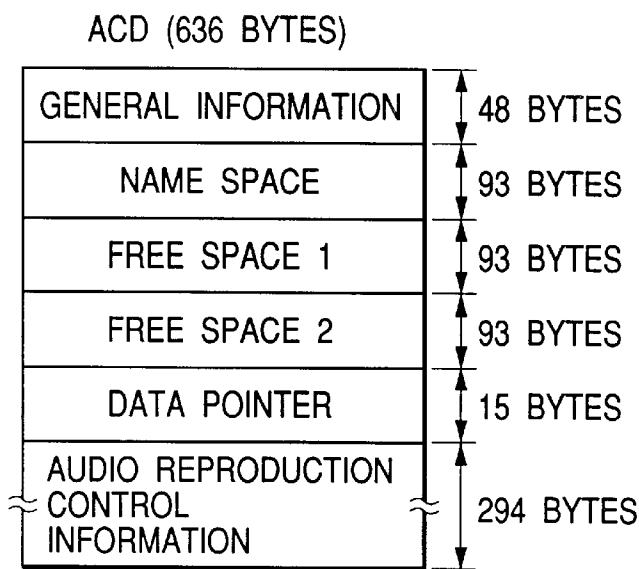 ACD (636 BYTES)
GENERAL INFORMATION
48 BYTES
NAME SPACE
93 BYTES
FREE SPACE 1
93 BYTES
FREE SPACE 2
93 BYTES
DATA POINTER
15 BYTES
AUDIO REPRODUCTION
CONTROL
INFORMATION
294 BYTES